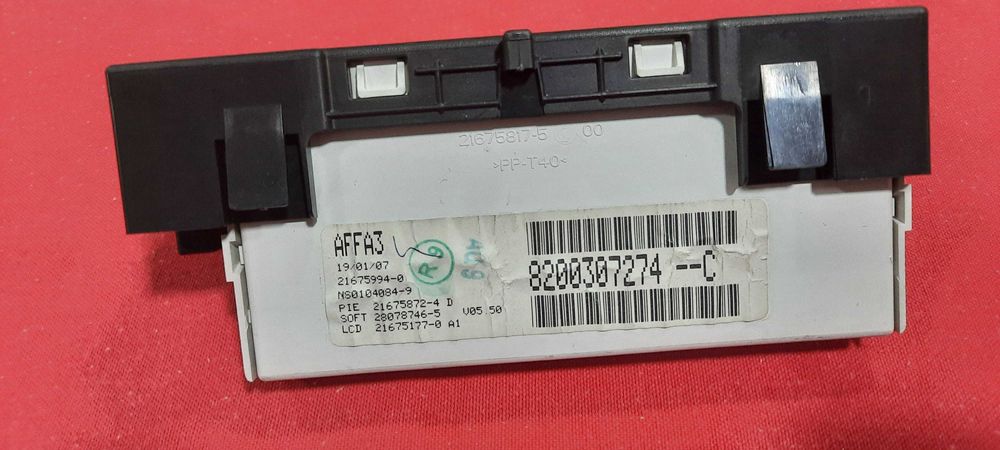 21675817-5 00
>PP-T40<
AFFA3
19/01/07
21675994-0
NS0104084-9
PIE 21675872-4 D
SOFT 28078746-5 V05.50
LCD 21675177-0 A1
R9
8200307274 --C